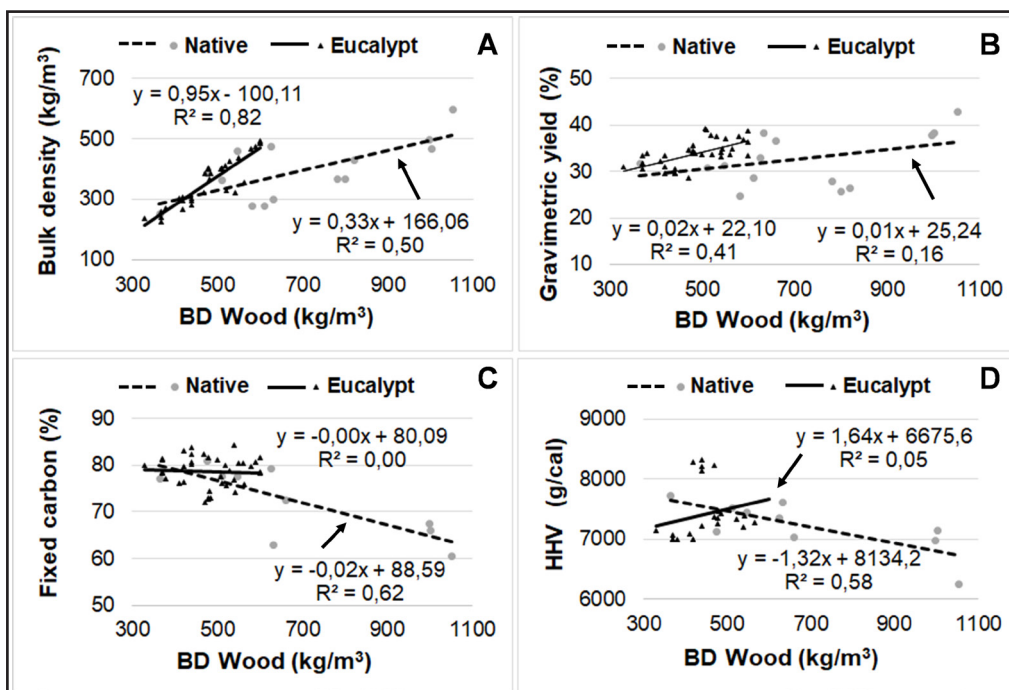 Native Eucalypt A
Bulk density (kg/m³)
700
500
300
100
y = 0,95x - 100,11
R² = 0,82
y = 0,33x + 166,06
R² = 0,50
300 500 700 900 1100
BD Wood (kg/m³)
Native Eucalypt B
Gravimetric yield (%)
50
40
30
20
10
y = 0,02x + 22,10
R² = 0,41
y = 0,01x + 25,24
R² = 0,16
300 500 700 900 1100
BD Wood (kg/m³)
Native Eucalypt C
Fixed carbon (%)
90
80
70
60
50
y = -0,00x + 80,09
R² = 0,00
y = -0,02x + 88,59
R² = 0,62
300 500 700 900 1100
BD Wood (kg/m³)
Native Eucalypt D
HHV (g/cal)
9000
8000
7000
6000
y = 1,64x + 6675,6
R² = 0,05
y = -1,32x + 8134,2
R² = 0,58
300 500 700 900 1100
BD Wood (kg/m³)